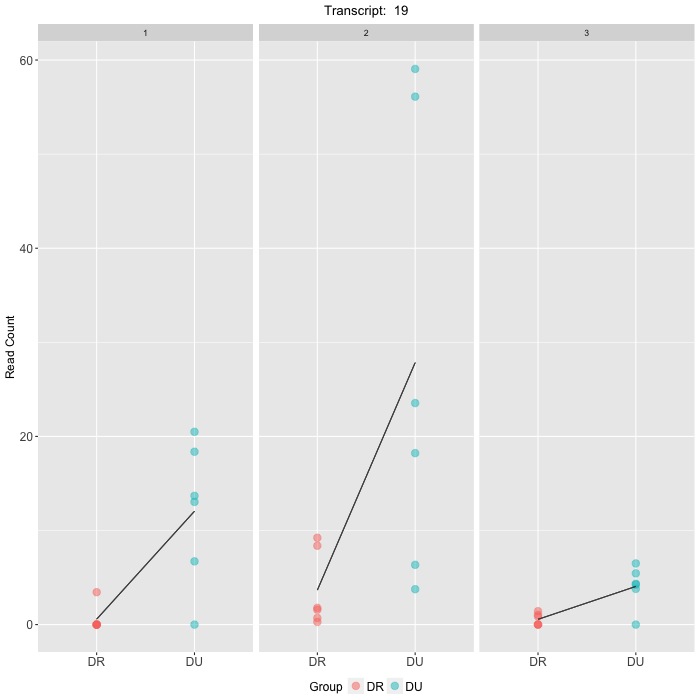 Transcript: 19
1 2 3
60
40
20
0
Read Count
DR DU DR DU DR DU
Group DR DU